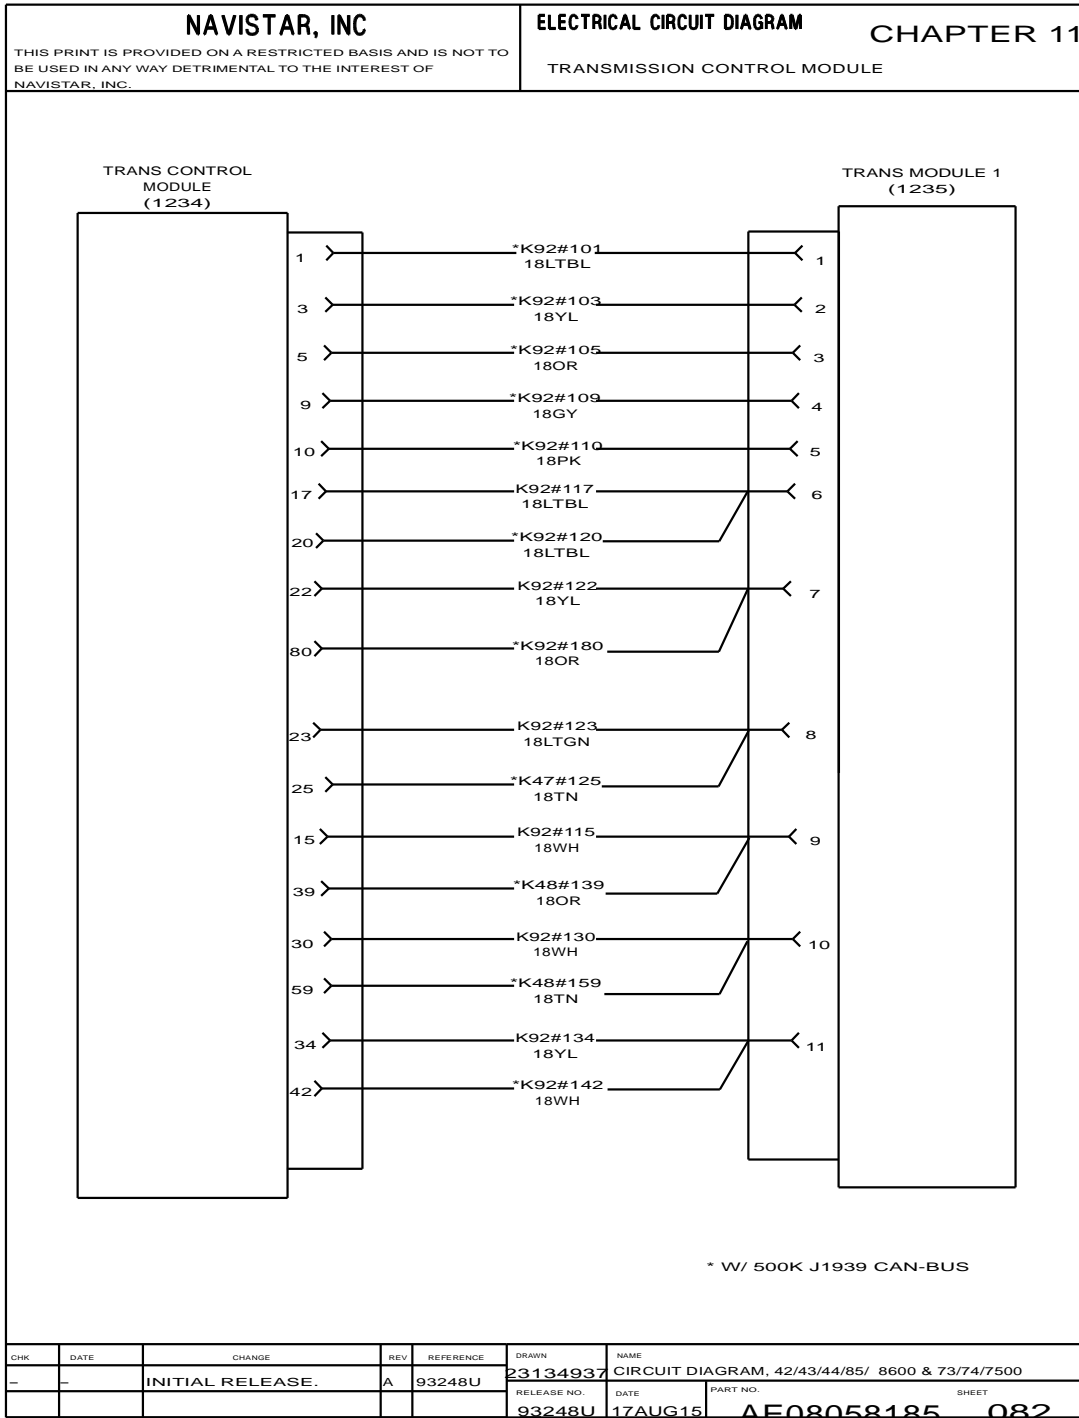 NAVISTAR, INC
THIS PRINT IS PROVIDED ON A RESTRICTED BASIS AND IS NOT TO
BE USED IN ANY WAY DETRIMENTAL TO THE INTEREST OF
NAVISTAR, INC.
ELECTRICAL CIRCUIT DIAGRAM
CHAPTER 11
TRANSMISSION CONTROL MODULE
TRANS CONTROL
MODULE
(1234)
TRANS MODULE 1
(1235)
1 *K92#101 1
18LTBL
3 *K92#103 2
18YL
5 *K92#105 3
18OR
9 *K92#109 4
18GY
10 *K92#110 5
18PK
17 K92#117 6
18LTBL
20 *K92#120
18LTBL
22 K92#122 7
18YL
80 *K92#180
18OR
23 K92#123 8
18LTGN
25 *K47#125
18TN
15 K92#115 9
18WH
39 *K48#139
18OR
30 K92#130 10
18WH
59 *K48#159
18TN
34 K92#134 11
18YL
42 *K92#142
18WH
* W/ 500K J1939 CAN-BUS
CHK DATE CHANGE REV REFERENCE
– – INITIAL RELEASE. A 93248U
DRAWN
23134937
NAME
CIRCUIT DIAGRAM, 42/43/44/85/ 8600 & 73/74/7500
RELEASE NO. DATE PART NO. SHEET
93248U 17AUG15 AE08058185 082